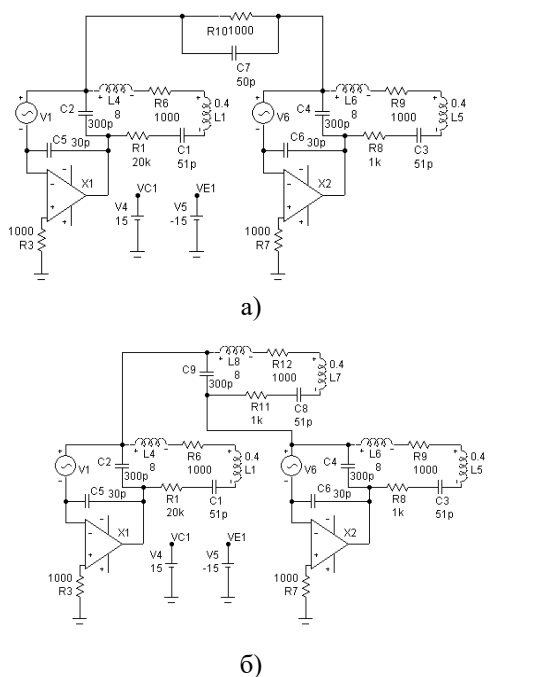 R10 1000
C7
50p
V1
L4
8
R6
1000
0.4
L1
C2
300p
C5 30p
R1
20k
C1
51p
X1
1000
R3
VC1
V4
15
VE1
V5
-15
V6
L6
8
R9
1000
0.4
L5
C4
300p
C6 30p
R8
1k
C3
51p
X2
1000
R7
а)
C9
300p
L8
8
R12
1000
0.4
L7
R11
1k
C8
51p
V1
L4
8
R6
1000
0.4
L1
C2
300p
C5 30p
R1
20k
C1
51p
X1
1000
R3
VC1
V4
15
VE1
V5
-15
V6
L6
8
R9
1000
0.4
L5
C4
300p
C6 30p
R8
1k
C3
51p
X2
1000
R7
б)